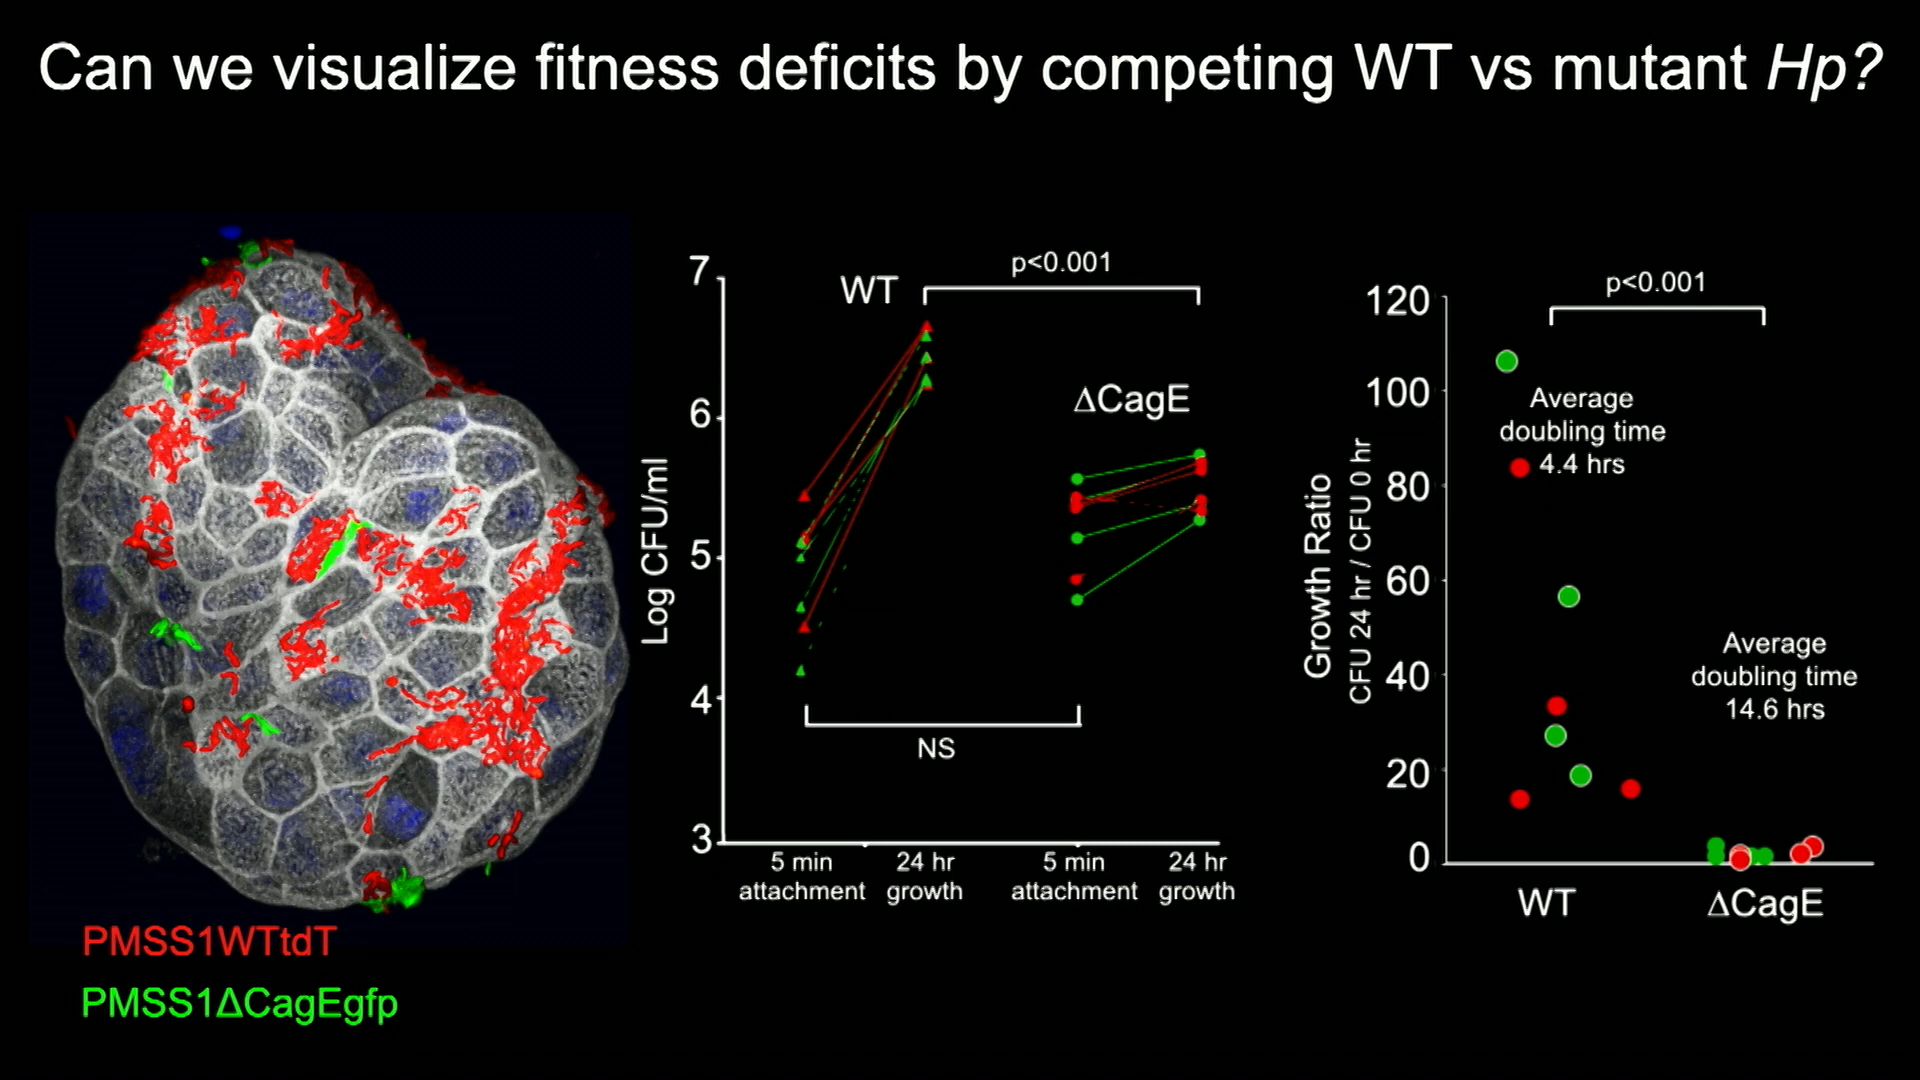 Can we visualize fitness deficits by competing WT vs mutant Hp?
PMSS1WTtdT
PMSS1ΔCagEgfp
Log CFU/ml
7
6
5
4
3
WT
p<0.001
ΔCagE
NS
5 min
attachment
24 hr
growth
5 min
attachment
24 hr
growth
Growth Ratio
CFU 24 hr / CFU 0 hr
120
100
80
60
40
20
0
p<0.001
Average
doubling time
4.4 hrs
Average
doubling time
14.6 hrs
WT
ΔCagE